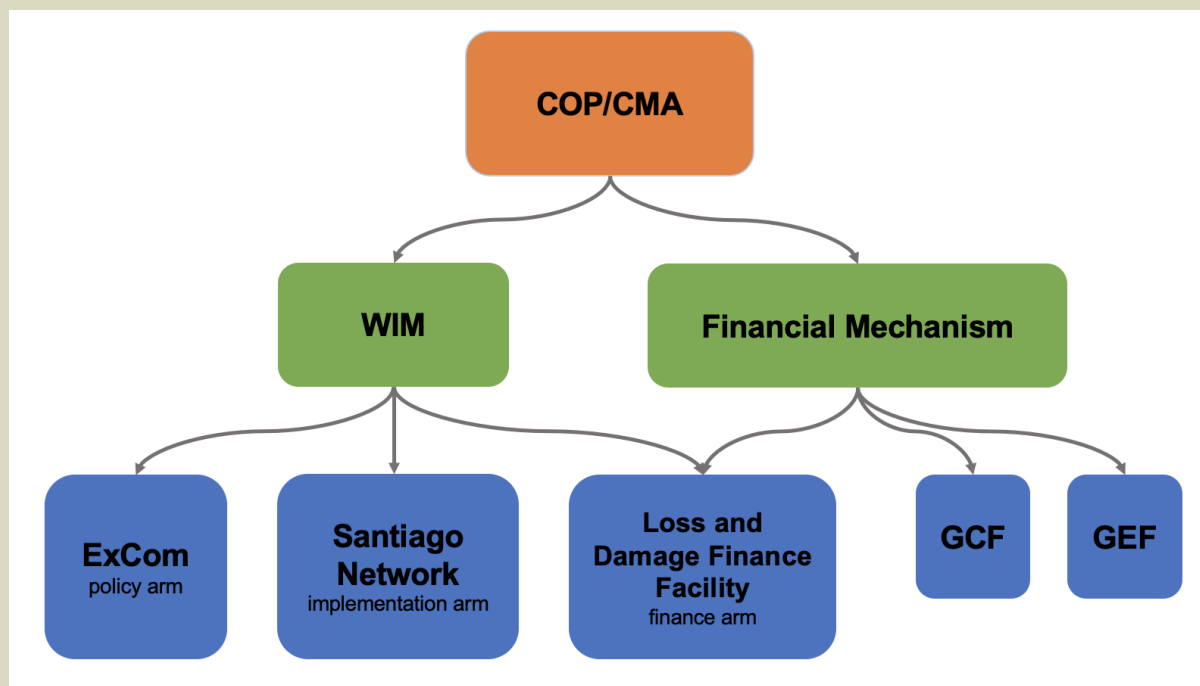 COP/CMA
WIM
Financial Mechanism
ExCom
policy arm
Santiago
Network
implementation arm
Loss and
Damage Finance
Facility
finance arm
GCF
GEF